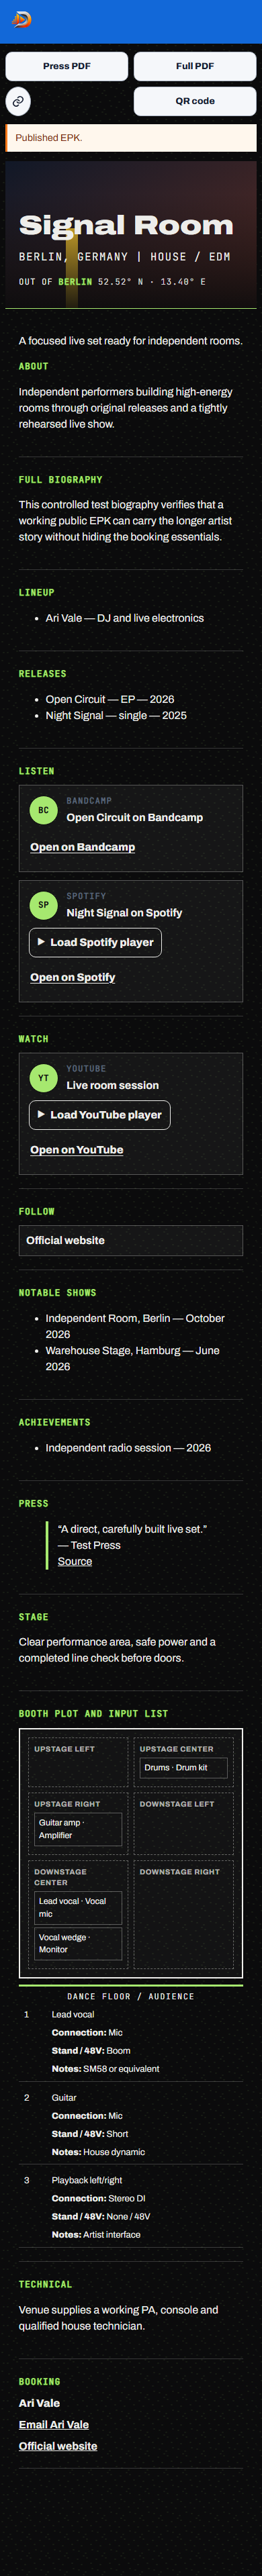 Press PDF
Full PDF
QR code
Published EPK.
Signal Room
BERLIN, GERMANY | HOUSE / EDM
OUT OF BERLIN 52.52° N · 13.40° E
A focused live set ready for independent rooms.
ABOUT
Independent performers building high-energy
rooms through original releases and a tightly
rehearsed live show.
FULL BIOGRAPHY
This controlled test biography verifies that a
working public EPK can carry the longer artist
story without hiding the booking essentials.
LINEUP
• Ari Vale — DJ and live electronics
RELEASES
• Open Circuit — EP — 2026
• Night Signal — single — 2025
LISTEN
BC
BANDCAMP
Open Circuit on Bandcamp
Open on Bandcamp
SP
SPOTIFY
Night Signal on Spotify
Load Spotify player
Open on Spotify
WATCH
YT
YOUTUBE
Live room session
Load YouTube player
Open on YouTube
FOLLOW
Official website
NOTABLE SHOWS
• Independent Room, Berlin — October
2026
• Warehouse Stage, Hamburg — June
2026
ACHIEVEMENTS
• Independent radio session — 2026
PRESS
“A direct, carefully built live set.”
— Test Press
Source
STAGE
Clear performance area, safe power and a
completed line check before doors.
BOOTH PLOT AND INPUT LIST
UPSTAGE LEFT
UPSTAGE CENTER
Drums · Drum kit
UPSTAGE RIGHT
Guitar amp ·
Amplifier
DOWNSTAGE LEFT
DOWNSTAGE
CENTER
Lead vocal · Vocal
mic
Vocal wedge ·
Monitor
DOWNSTAGE RIGHT
DANCE FLOOR / AUDIENCE
1 Lead vocal
Connection: Mic
Stand / 48V: Boom
Notes: SM58 or equivalent
2 Guitar
Connection: Mic
Stand / 48V: Short
Notes: House dynamic
3 Playback left/right
Connection: Stereo DI
Stand / 48V: None / 48V
Notes: Artist interface
TECHNICAL
Venue supplies a working PA, console and
qualified house technician.
BOOKING
Ari Vale
Email Ari Vale
Official website